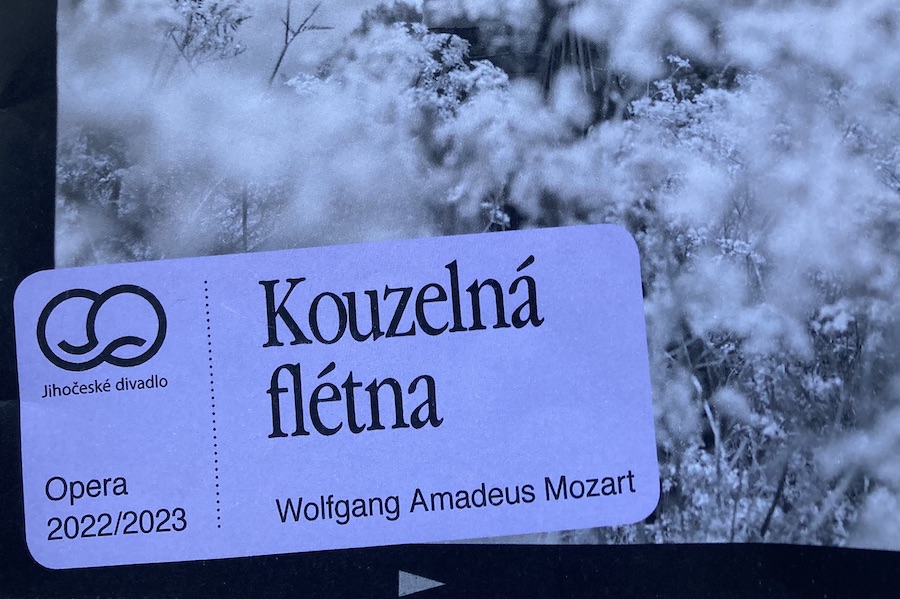 Jihočeské divadlo
Opera
2022/2023
Kouzelná
flétna
Wolfgang Amadeus Mozart